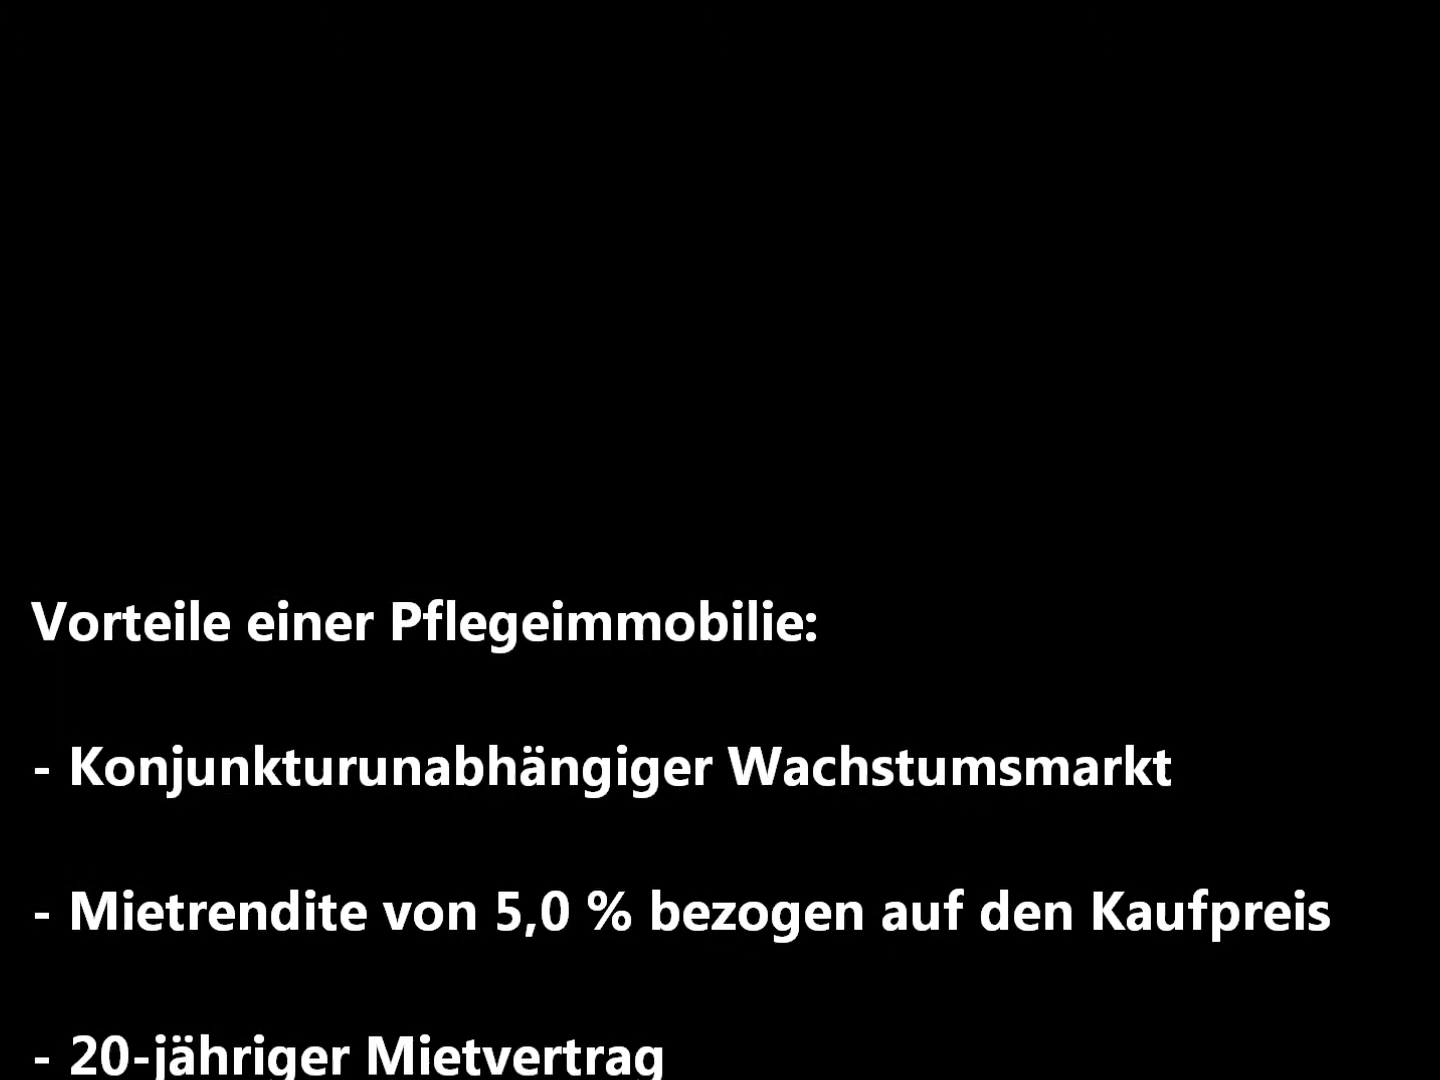 Vorteile einer Pflegeimmobilie:
- Konjunkturunabhängiger Wachstumsmarkt
- Mietrendite von 5,0 % bezogen auf den Kaufpreis
- 20-jähriger Mietvertrag